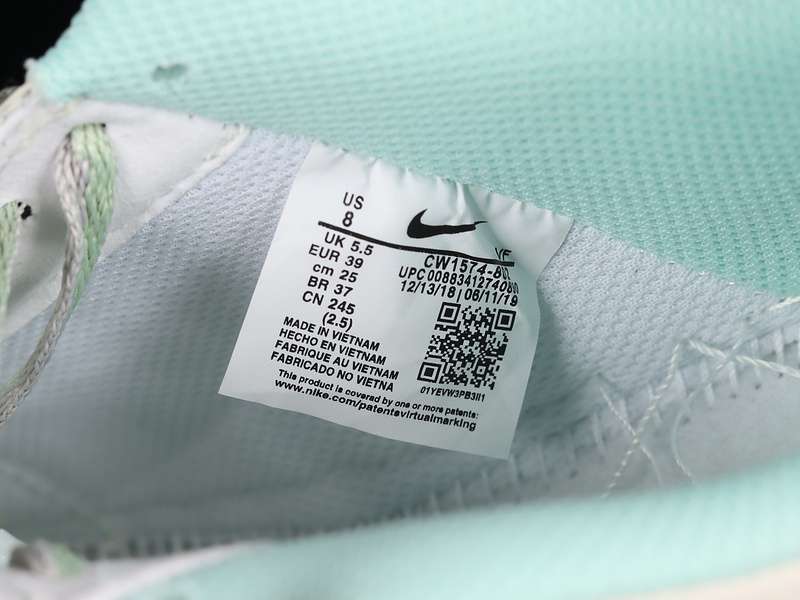 US
8
UK 5.5
EUR 39
cm 25
BR 37
CN 245
(2.5)
YF
UPC
12/13/18 | 06/11/19
MADE IN VIETNAM
HECHO EN VIETNAM
FABRIQUE AU VIETNAM
FABRICADO NO VIETNA
This product is covered by one or more patents:
www.nike.com/patentsvirtualmarking
01YEVW3PB3II1